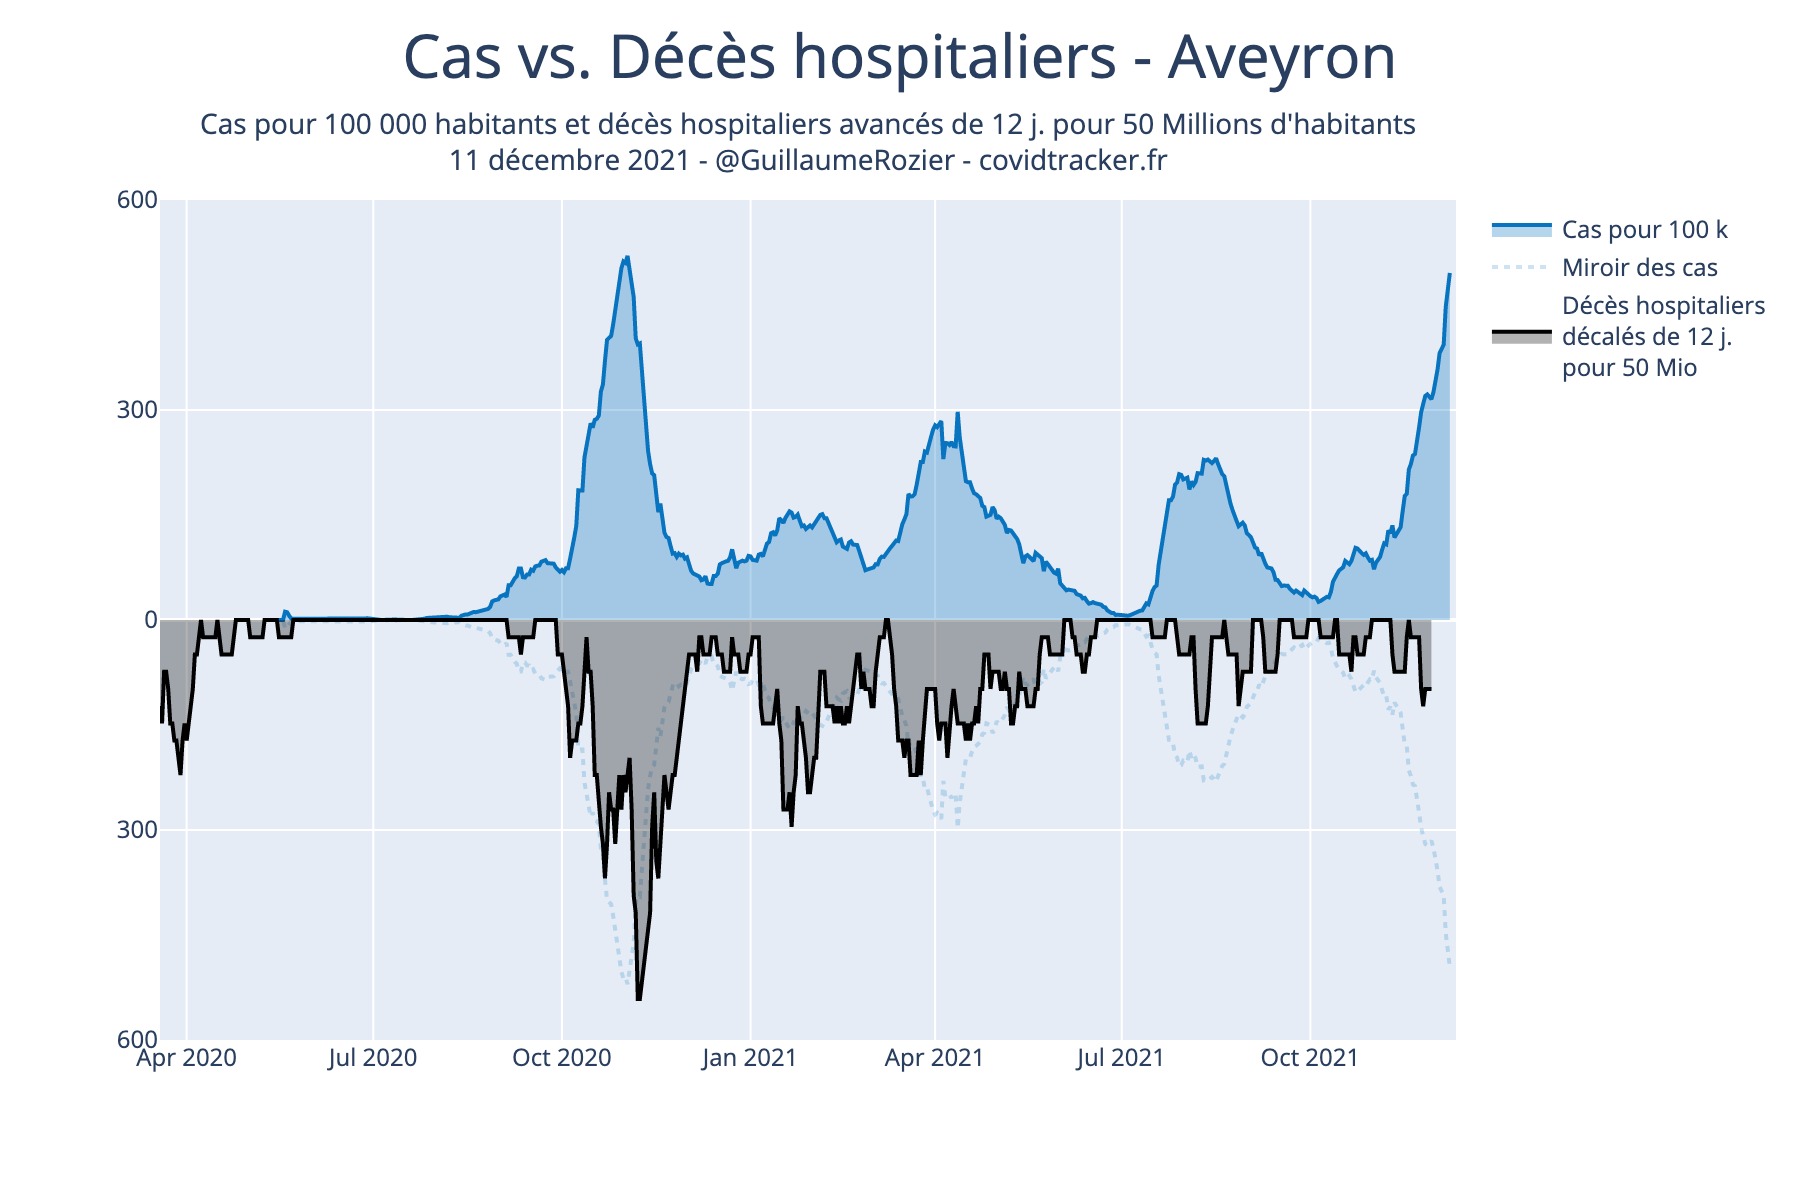 Cas vs. Décès hospitaliers - Aveyron
Cas pour 100 000 habitants et décès hospitaliers avancés de 12 j. pour 50 Millions d'habitants
11 décembre 2021 - @GuillaumeRozier - covidtracker.fr
600
300
0
300
600
Apr 2020
Jul 2020
Oct 2020
Jan 2021
Apr 2021
Jul 2021
Oct 2021
Cas pour 100 k
Miroir des cas
Décès hospitaliers
décalés de 12 j.
pour 50 Mio